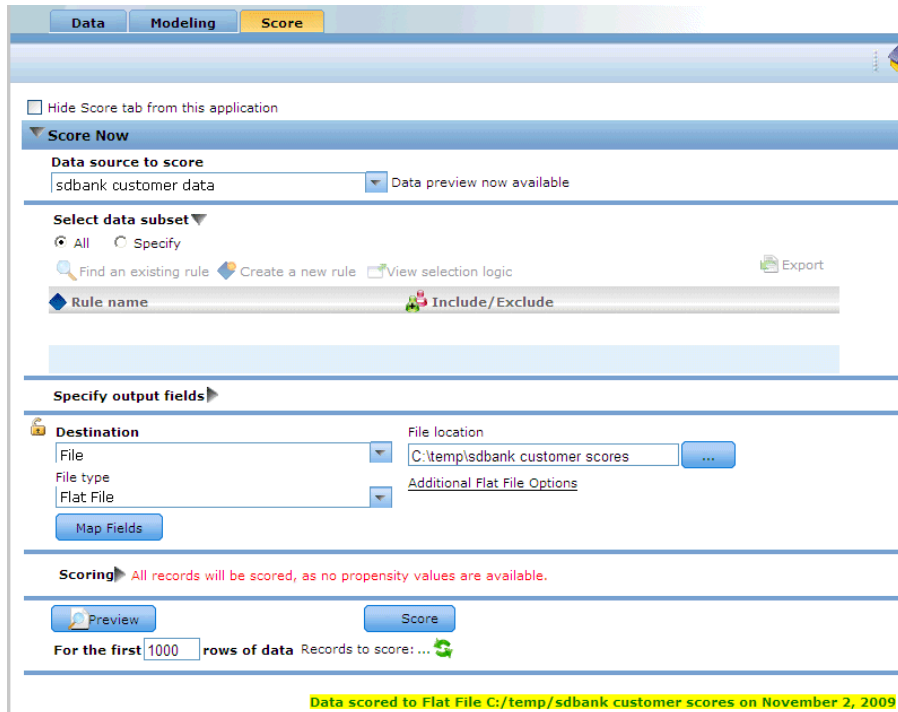 Data Modeling Score
Hide Score tab from this application
Score Now
Data source to score
sdbank customer data Data preview now available
Select data subset
All Specify
Find an existing rule Create a new rule View selection logic Export
Rule name Include/Exclude
Specify output fields
Destination File location
File C:\temp\sdbank customer scores ...
File type Additional Flat File Options
Flat File
Map Fields
Scoring All records will be scored, as no propensity values are available.
Preview Score
For the first 1000 rows of data Records to score: ...
Data scored to Flat File C:/temp/sdbank customer scores on November 2, 2009